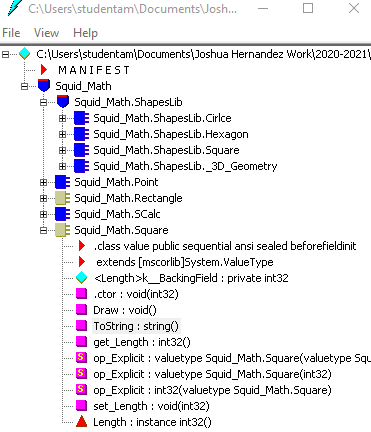 C:\Users\studentam\Documents\Josh...
File View Help
C:\Users\studentam\Documents\Joshua Hernandez Work\2020-2021\
M A N I F E S T
Squid_Math
Squid_Math.ShapesLib
Squid_Math.ShapesLib.Cirlce
Squid_Math.ShapesLib.Hexagon
Squid_Math.ShapesLib.Square
Squid_Math.ShapesLib._3D_Geometry
Squid_Math.Point
Squid_Math.Rectangle
Squid_Math.SCalc
Squid_Math.Square
.class value public sequential ansi sealed beforefieldinit
extends [mscorlib]System.ValueType
<Length>k__BackingField : private int32
.ctor : void(int32)
Draw : void()
ToString : string()
get_Length : int32()
op_Explicit : valuetype Squid_Math.Square(valuetype Squ
op_Explicit : valuetype Squid_Math.Square(int32)
op_Explicit : int32(valuetype Squid_Math.Square)
set_Length : void(int32)
Length : instance int32()